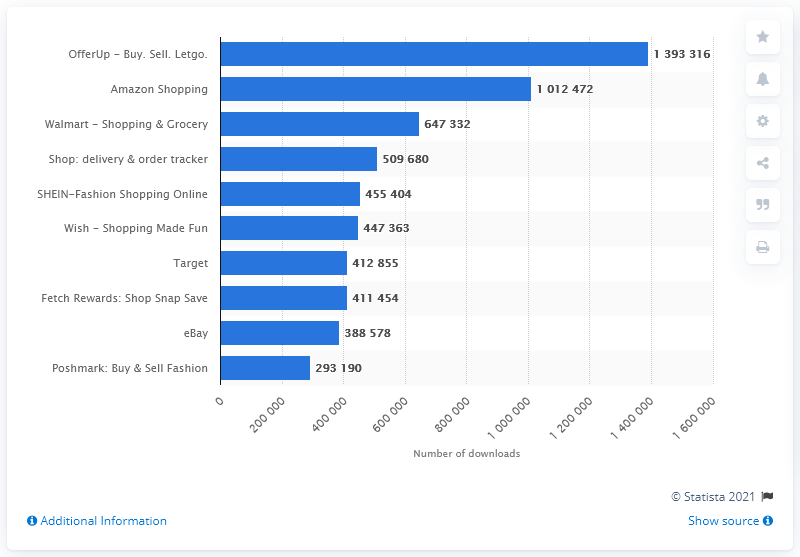 OfferUp - Buy. Sell. Letgo. 1 393 316
Amazon Shopping 1 012 472
Walmart - Shopping & Grocery 647 332
Shop: delivery & order tracker 509 680
SHEIN-Fashion Shopping Online 455 404
Wish - Shopping Made Fun 447 363
Target 412 855
Fetch Rewards: Shop Snap Save 411 454
eBay 388 578
Poshmark: Buy & Sell Fashion 293 190
0 200 000 400 000 600 000 800 000 1 000 000 1 200 000 1 400 000 1 600 000
Number of downloads
© Statista 2021
Additional Information Show source